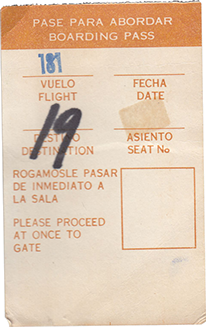 PASE PARA ABORDAR
BOARDING PASS
181
VUELO FECHA
FLIGHT DATE
19
DESTINO ASIENTO
DESTINATION SEAT No
ROGAMOSLE PASAR
DE INMEDIATO A
LA SALA
PLEASE PROCEED
AT ONCE TO
GATE